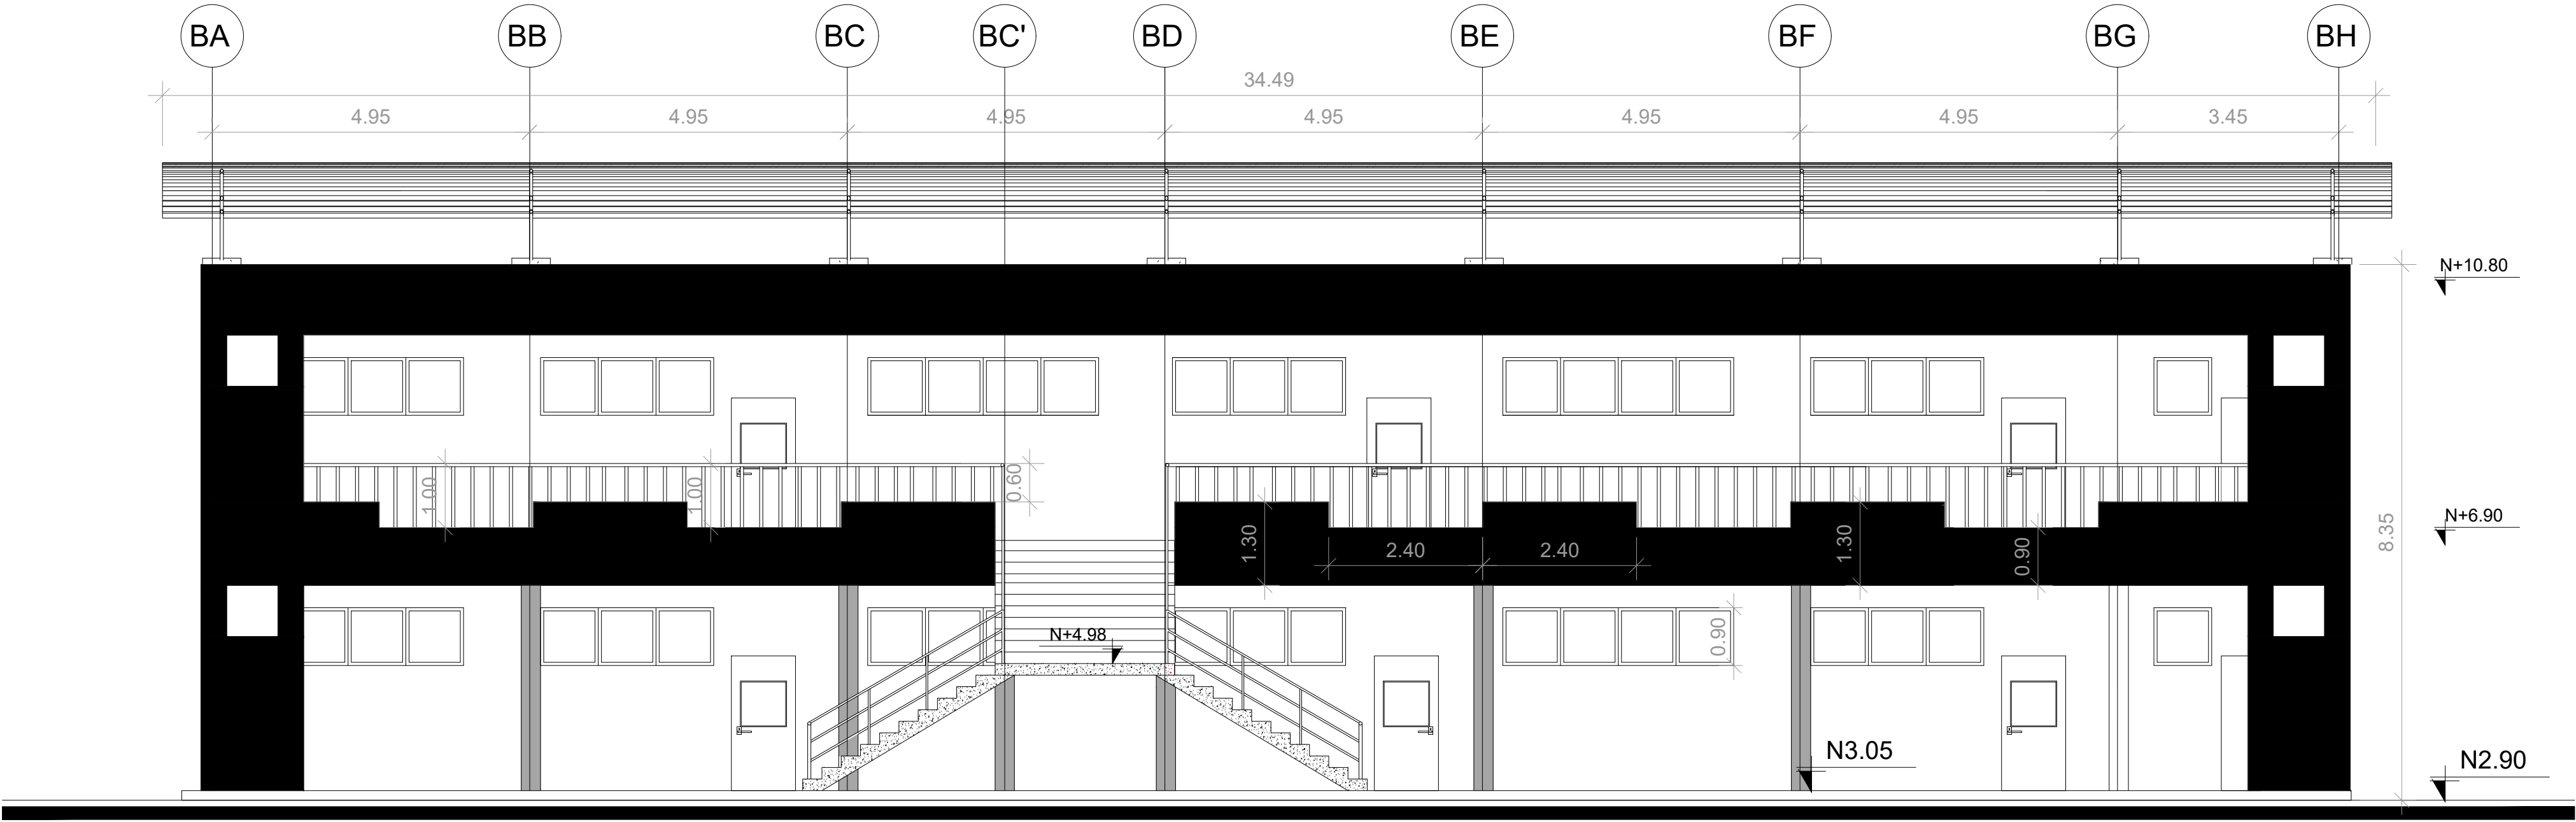 BA BB BC BC' BD BE BF BG BH
34.49
4.95 4.95 4.95 4.95 4.95 4.95 3.45
N+10.80
1.00 1.00 0.60
N+6.90
1.30 2.40 2.40 1.30 0.90 8.35
N+4.98 0.90
N3.05
N2.90